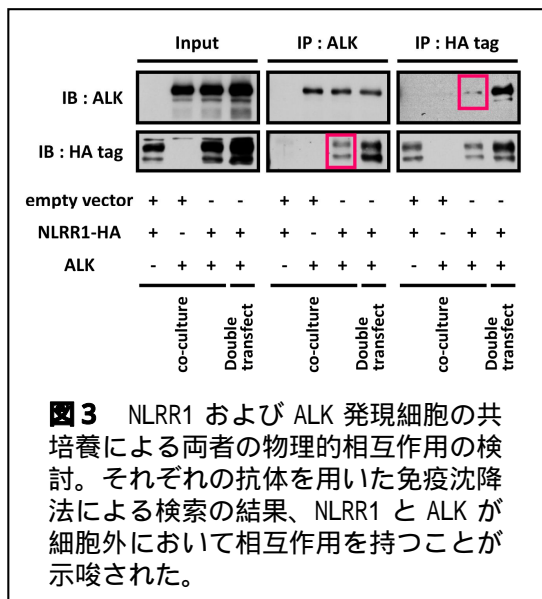 Input IP : ALK IP : HA tag
IB : ALK
IB : HA tag
empty vector + + - - + + - - + + - -
NLRR1-HA + - + + + - + + + - + +
ALK - + + + - + + + - + + +
co-culture Double transfect co-culture Double transfect co-culture Double transfect
図3 NLRR1 および ALK 発現細胞の共
培養による両者の物理的相互作用の検
討。それぞれの抗体を用いた免疫沈降
法による検索の結果、NLRR1 と ALK が
細胞外において相互作用を持つことが
示唆された。